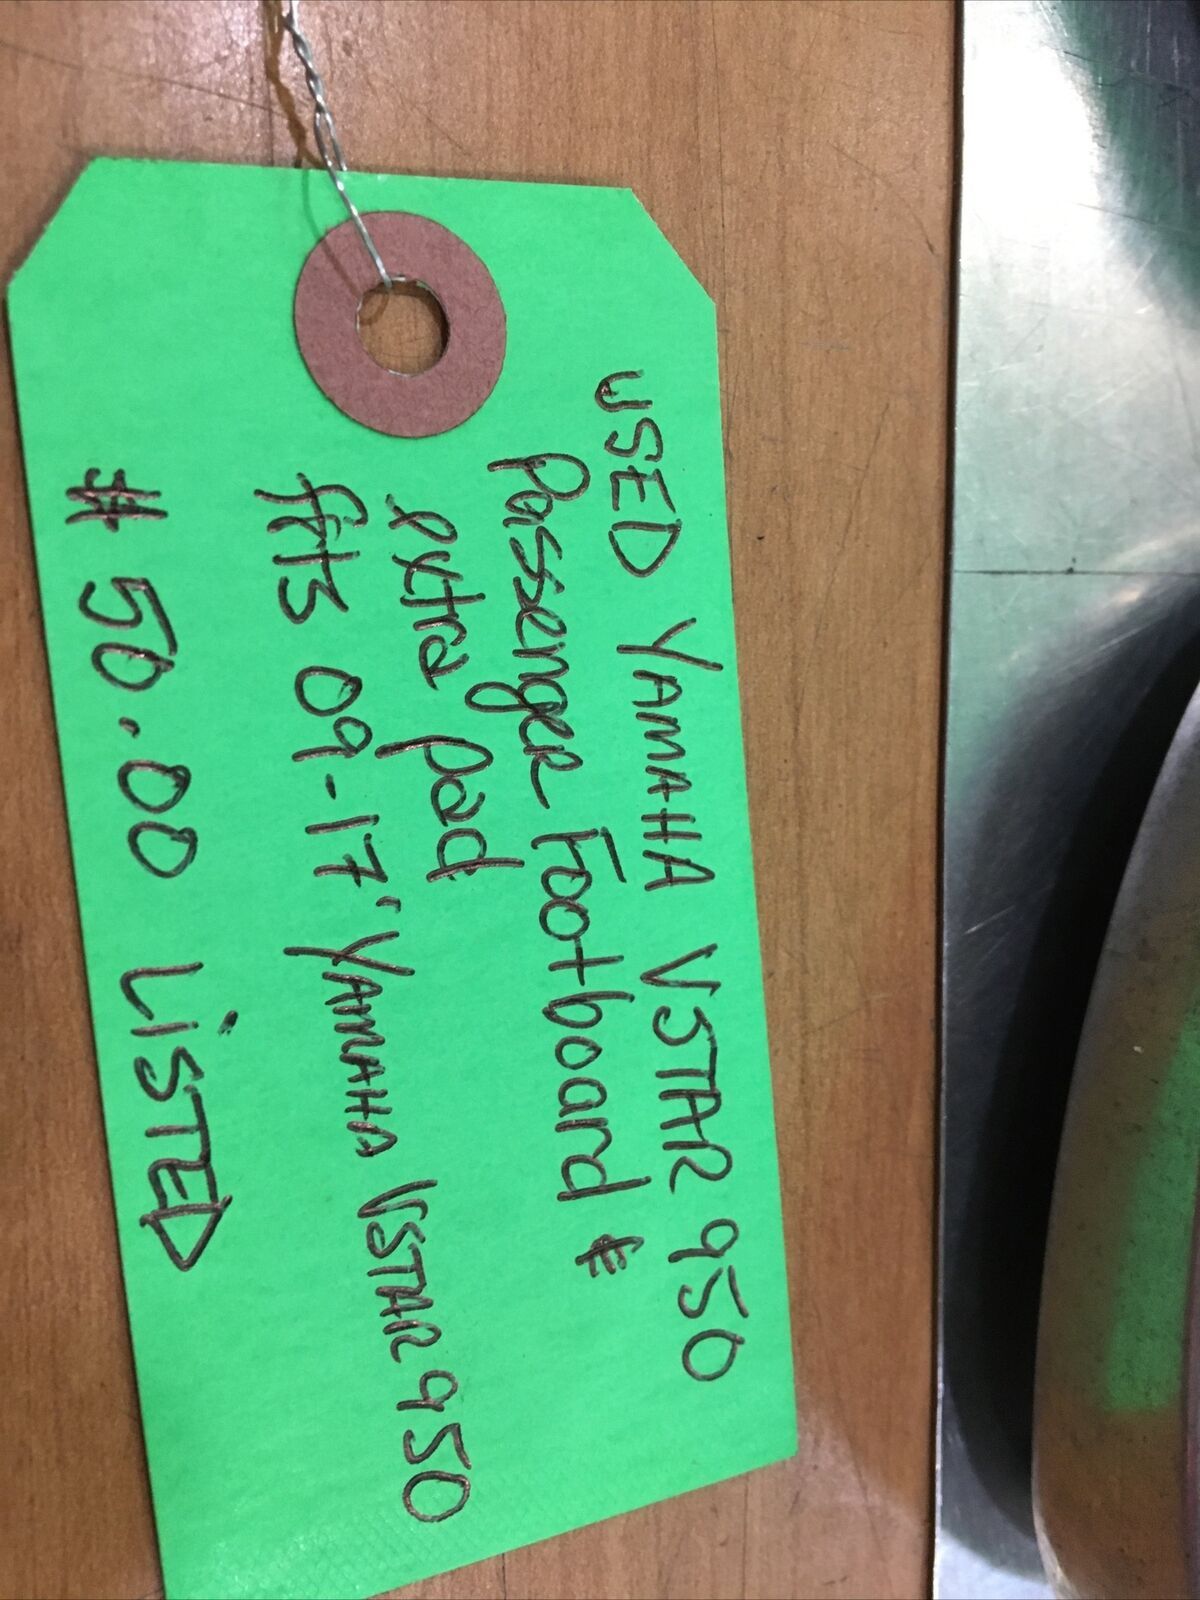 USED YAMAHA VSTAR 950
Passenger Footboard &
extra pad
fits 09-17' YAMAHA VSTAR 950
# 50.00 LiSTED